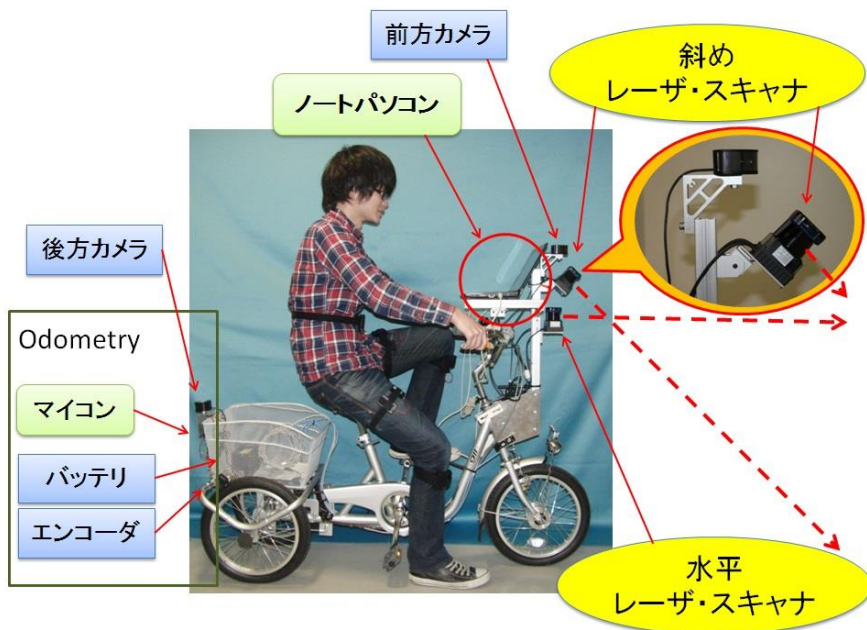 前方カメラ
斜め
レーザ・スキャナ
ノートパソコン
後方カメラ
Odometry
マイコン
バッテリ
エンコーダ
水平
レーザ・スキャナ